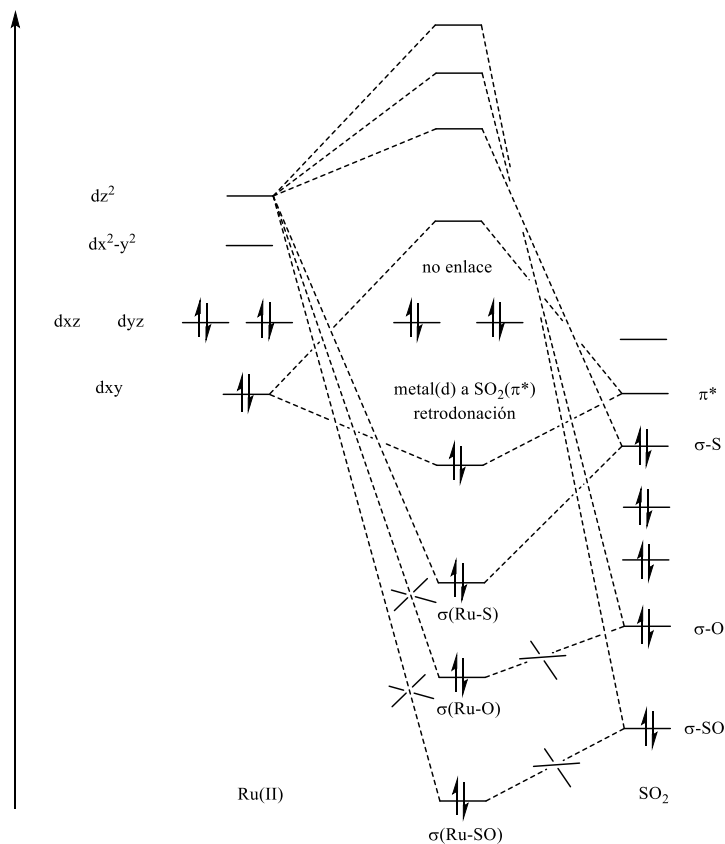 dz²
dx²-y²
no enlace
dxz dyz
dxy
metal(d) a SO₂(π*)
retrodonación
π*
σ-S
σ(Ru-S)
σ-O
σ(Ru-O)
σ-SO
Ru(II)
SO₂
σ(Ru-SO)